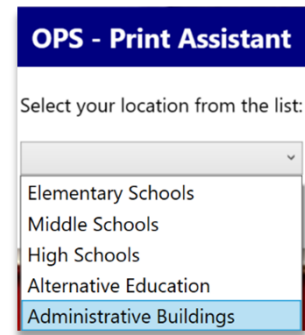 OPS - Print Assistant
Select your location from the list:
Elementary Schools
Middle Schools
High Schools
Alternative Education
Administrative Buildings